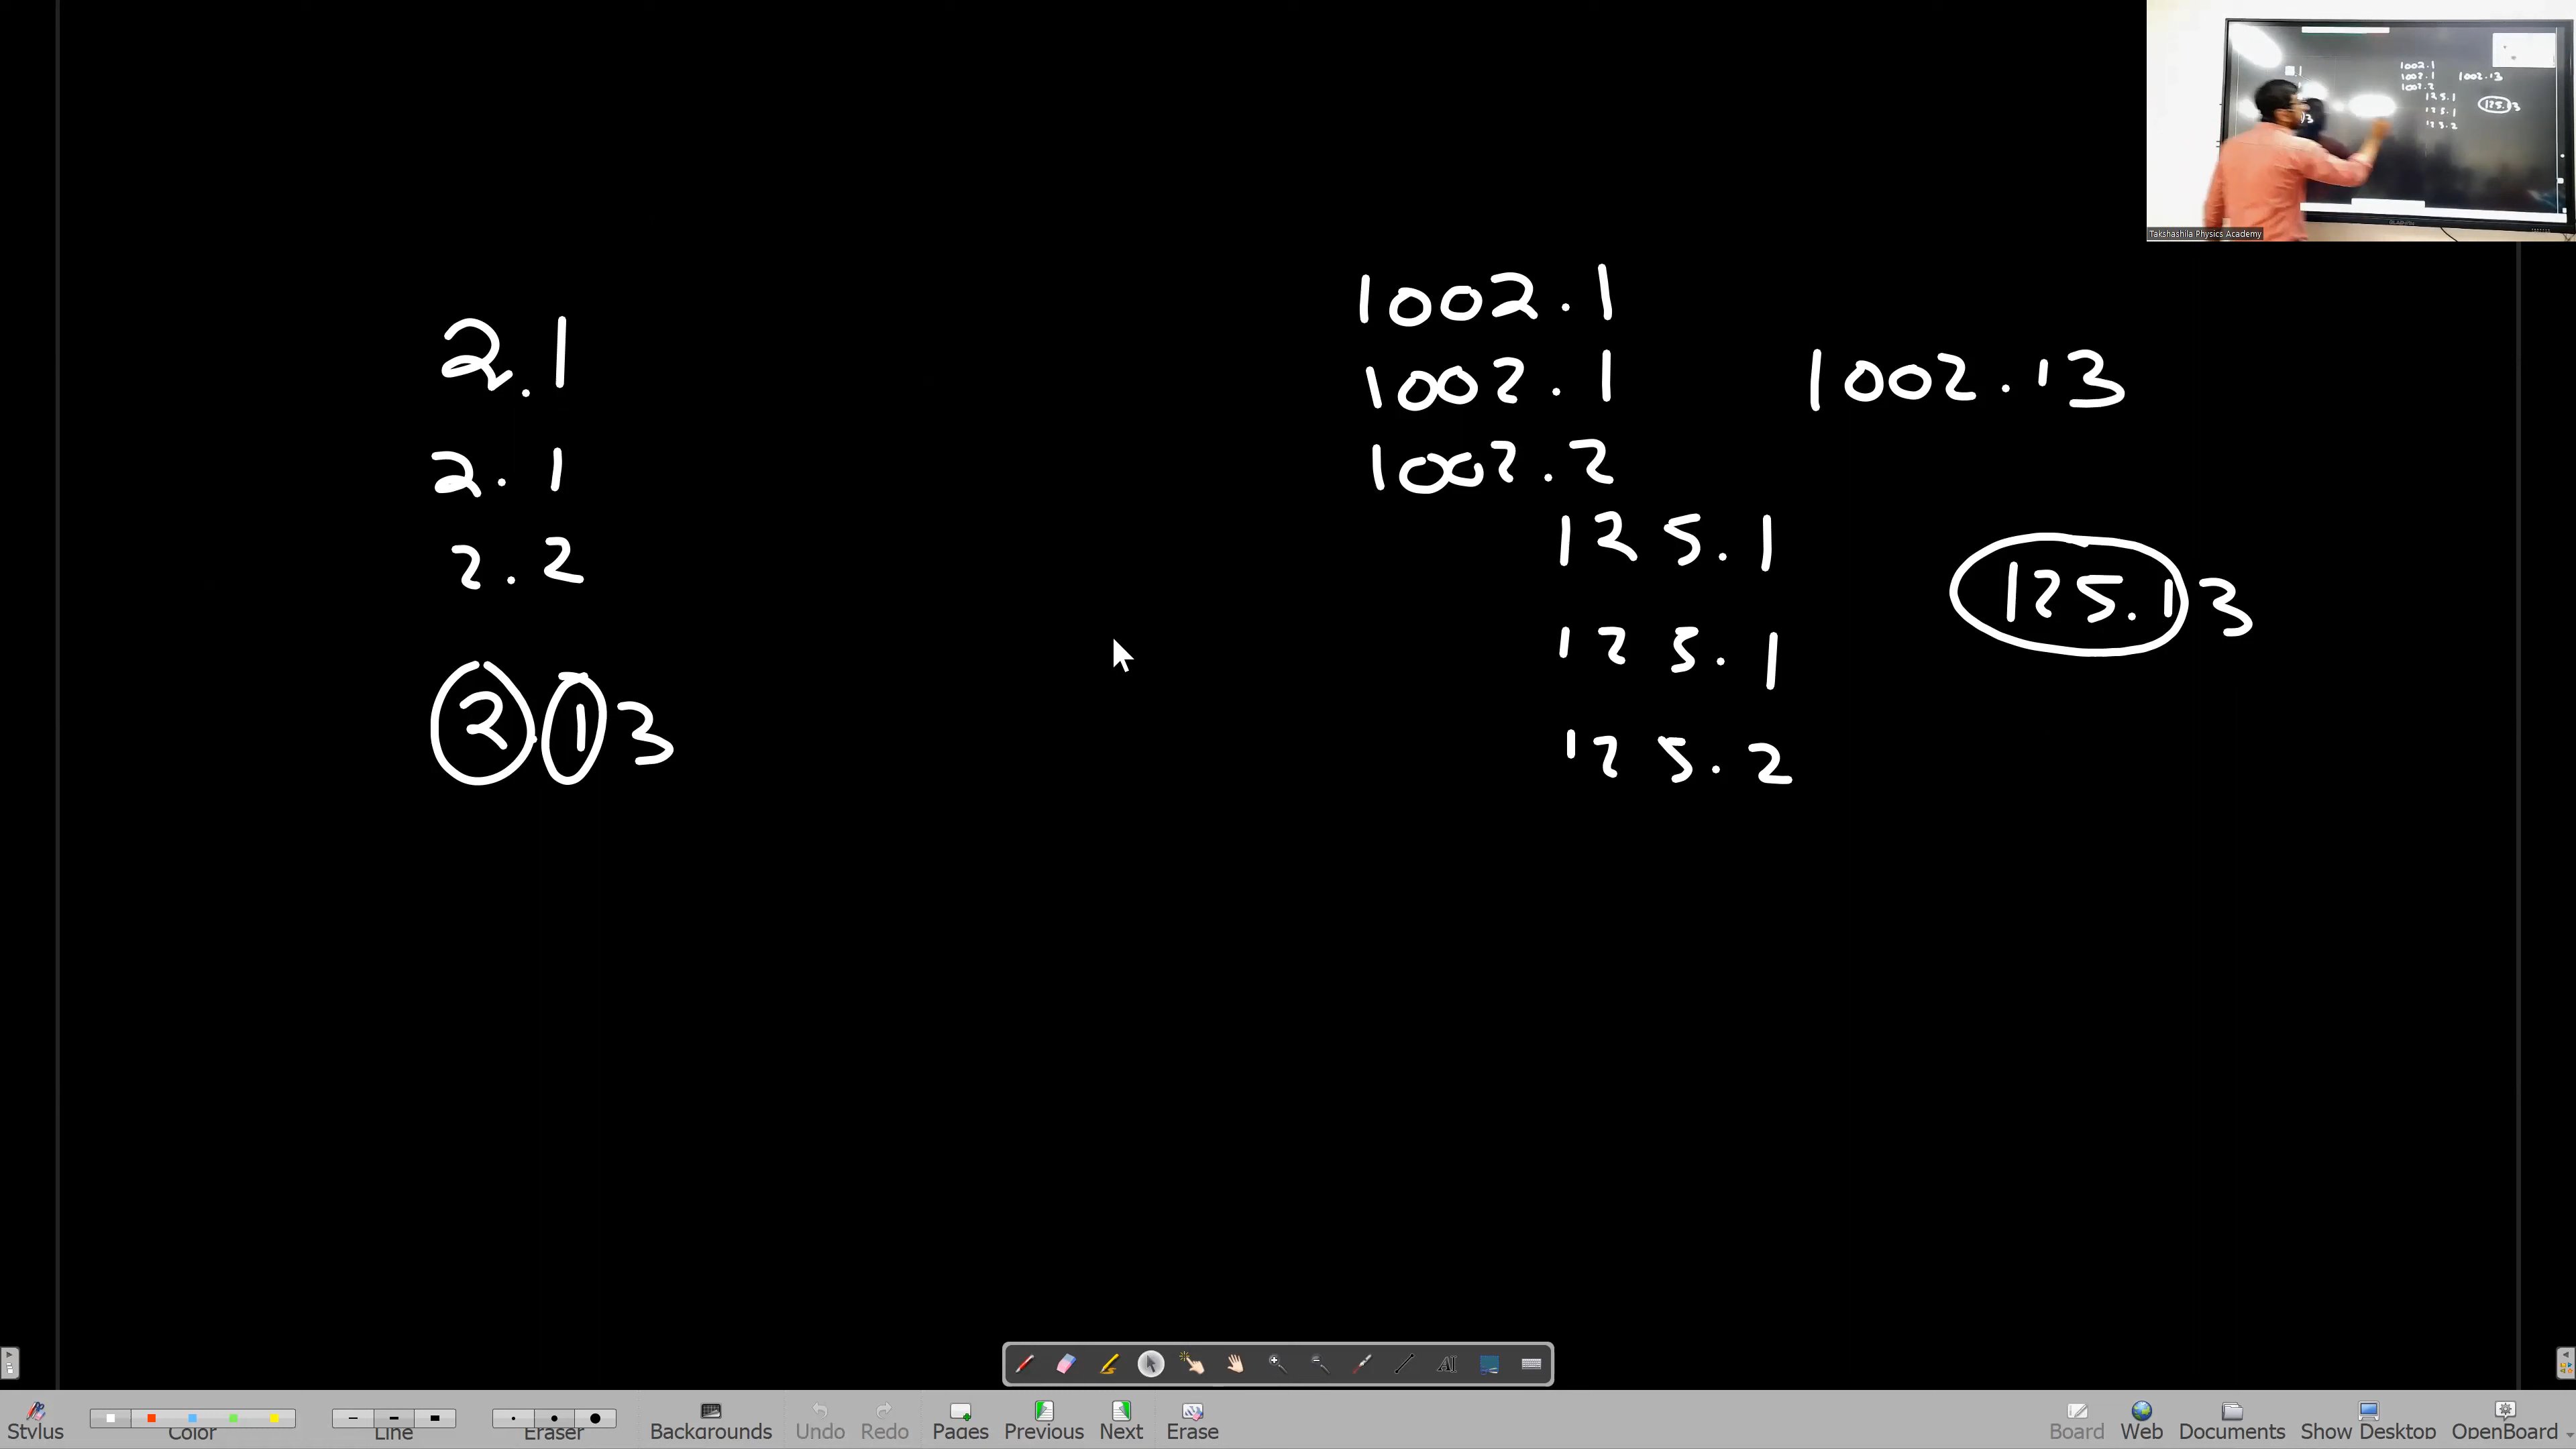 2.1
2.1
2.2
2.13
1002.1
1002.1
1002.2
1002.13
125.1
125.1
125.2
125.13
Takshashila Physics Academy
Stylus
Color
Line
Eraser
Backgrounds
Undo
Redo
Pages
Previous
Next
Erase
Board
Web
Documents
Show Desktop
OpenBoard